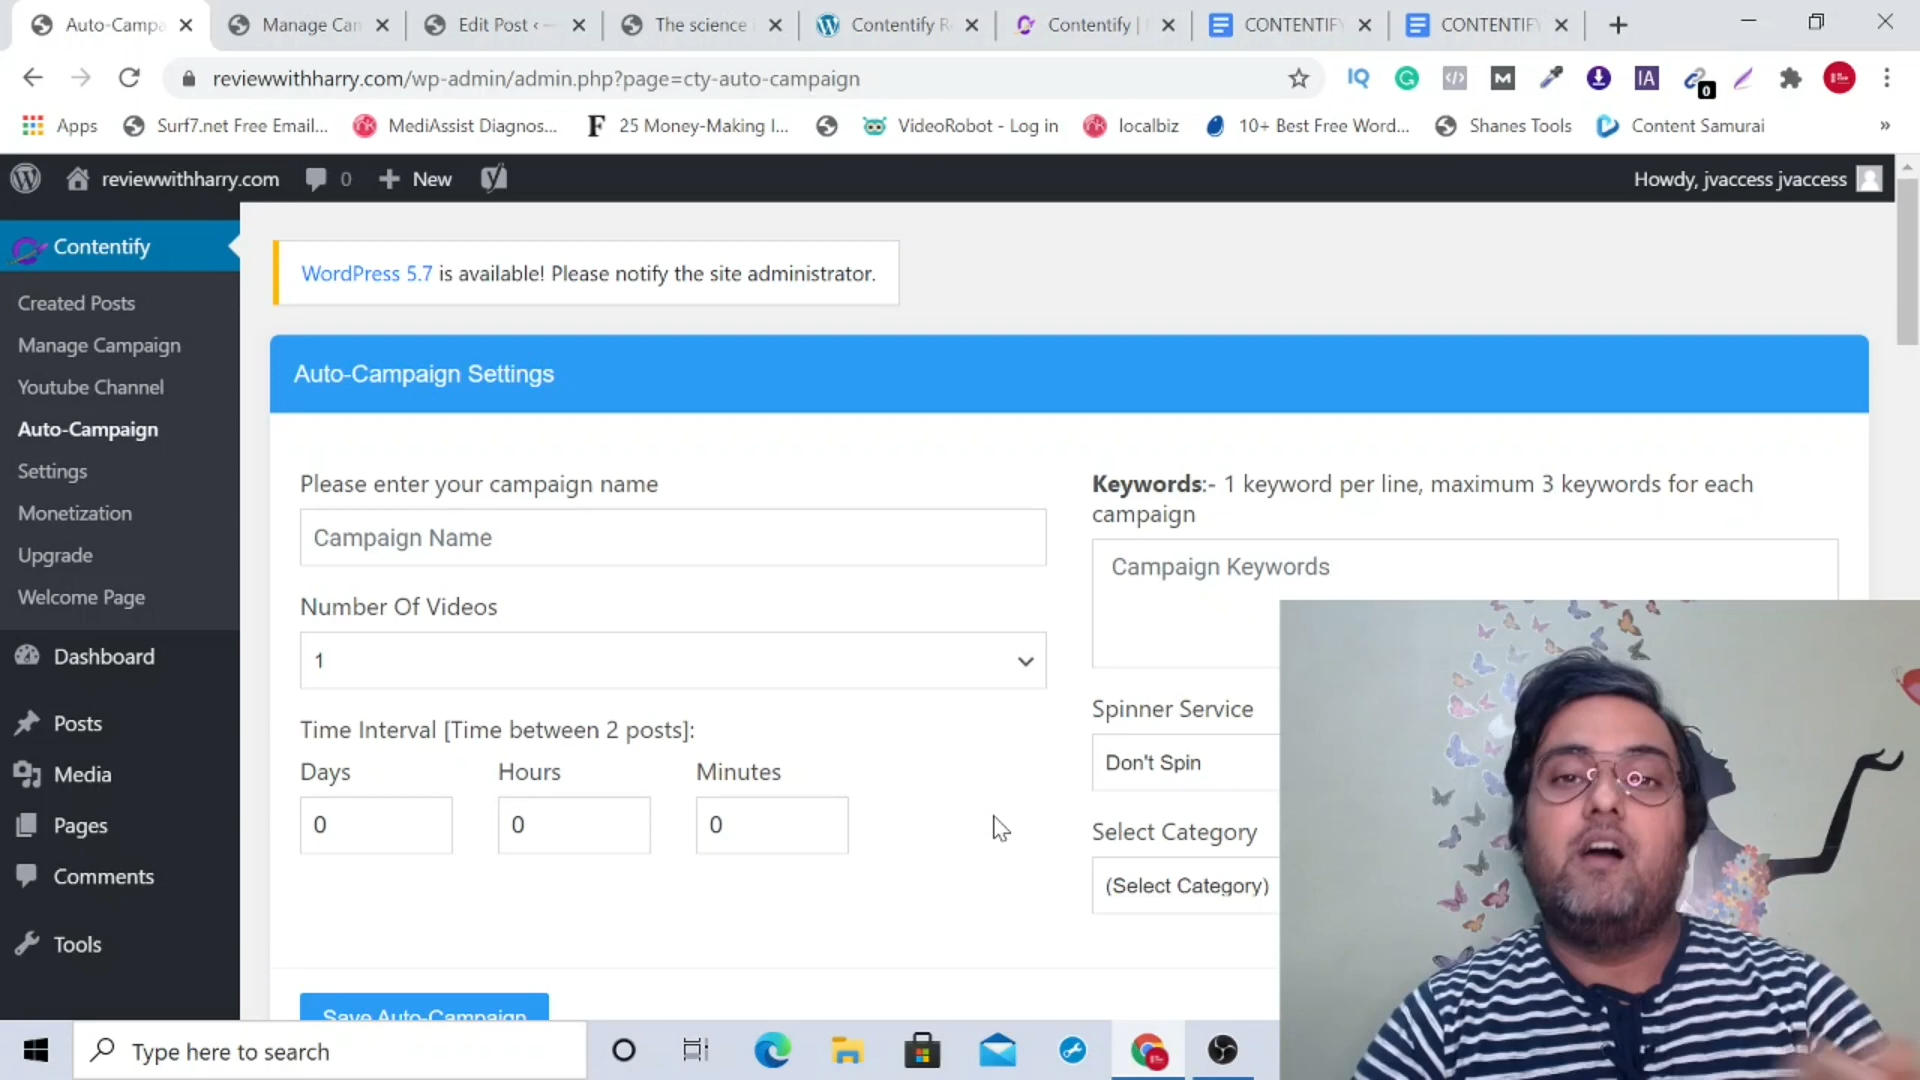 Auto-Campa
Manage Can
Edit Post ‹
The science
Contentify R
Contentify |
CONTENTIF
CONTENTIFY
reviewwithharry.com/wp-admin/admin.php?page=cty-auto-campaign
IQ
M
IA
0
Apps
Surf7.net Free Email...
MediAssist Diagnos...
25 Money-Making I...
VideoRobot - Log in
localbiz
10+ Best Free Word...
Shanes Tools
Content Samurai
»
reviewwithharry.com
0
+ New
Howdy, jvaccess jvaccess
Contentify
Created Posts
Manage Campaign
Youtube Channel
Auto-Campaign
Settings
Monetization
Upgrade
Welcome Page
Dashboard
Posts
Media
Pages
Comments
Tools
WordPress 5.7 is available! Please notify the site administrator.
Auto-Campaign Settings
Please enter your campaign name
Campaign Name
Number Of Videos
1
Time Interval [Time between 2 posts]:
Days Hours Minutes
0 0 0
Save Auto-Campaign
Keywords:- 1 keyword per line, maximum 3 keywords for each
campaign
Campaign Keywords
Spinner Service
Don't Spin
Select Category
(Select Category)
Type here to search